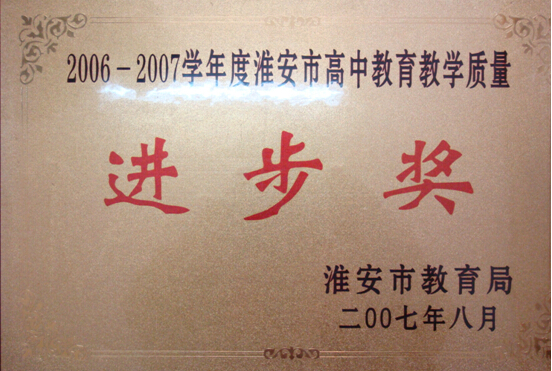 2006-2007学年度淮安市高中教育教学质量
进步奖
淮安市教育局
二00七年八月